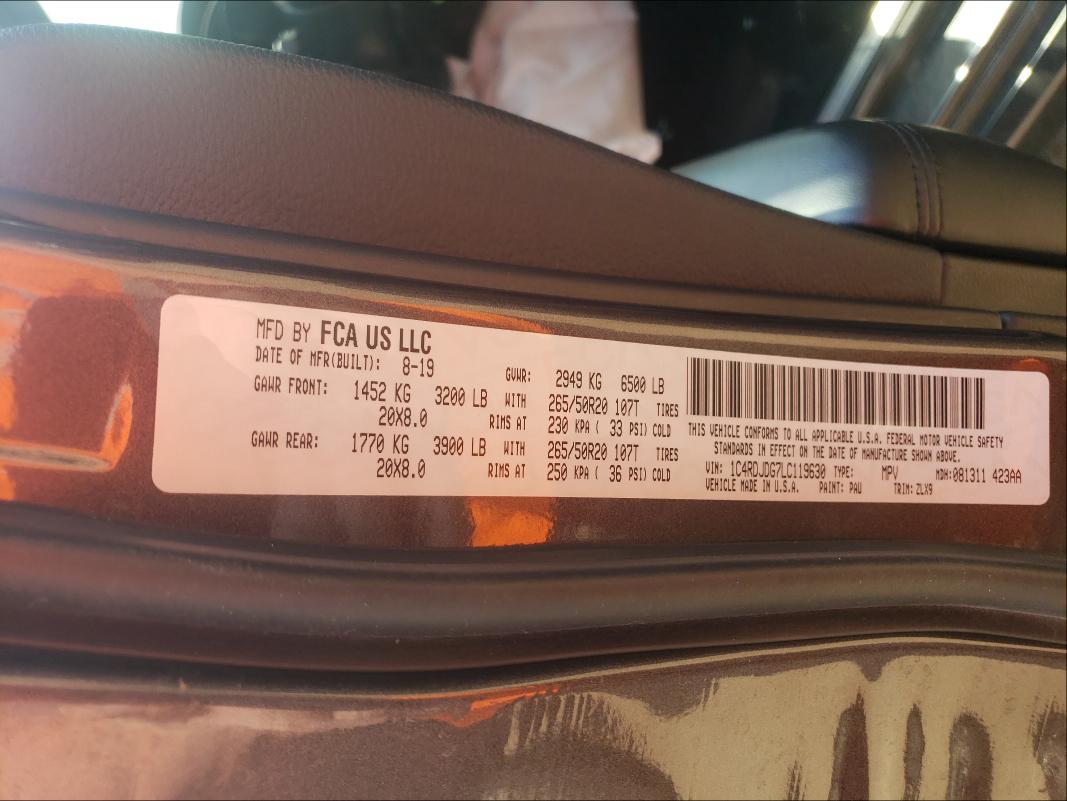 MFD BY FCA US LLC
DATE OF MFR(BUILT): 8-19 GVWR: 2949 KG 6500 LB
GAWR FRONT: 1452 KG 3200 LB WITH 265/50R20 107T TIRES
20X8.0 RIMS AT 230 KPA ( 33 PSI) COLD
GAWR REAR: 1770 KG 3900 LB WITH 265/50R20 107T TIRES
20X8.0 RIMS AT 250 KPA ( 36 PSI) COLD
THIS VEHICLE CONFORMS TO ALL APPLICABLE U.S.A. FEDERAL MOTOR VEHICLE SAFETY
STANDARDS IN EFFECT ON THE DATE OF MANUFACTURE SHOWN ABOVE.
VIN: 1C4RDJDG7LC119630 TYPE: MPV MDH: 081311 423AA
VEHICLE MADE IN U.S.A. PAINT: PAU TRIM: ZLX9